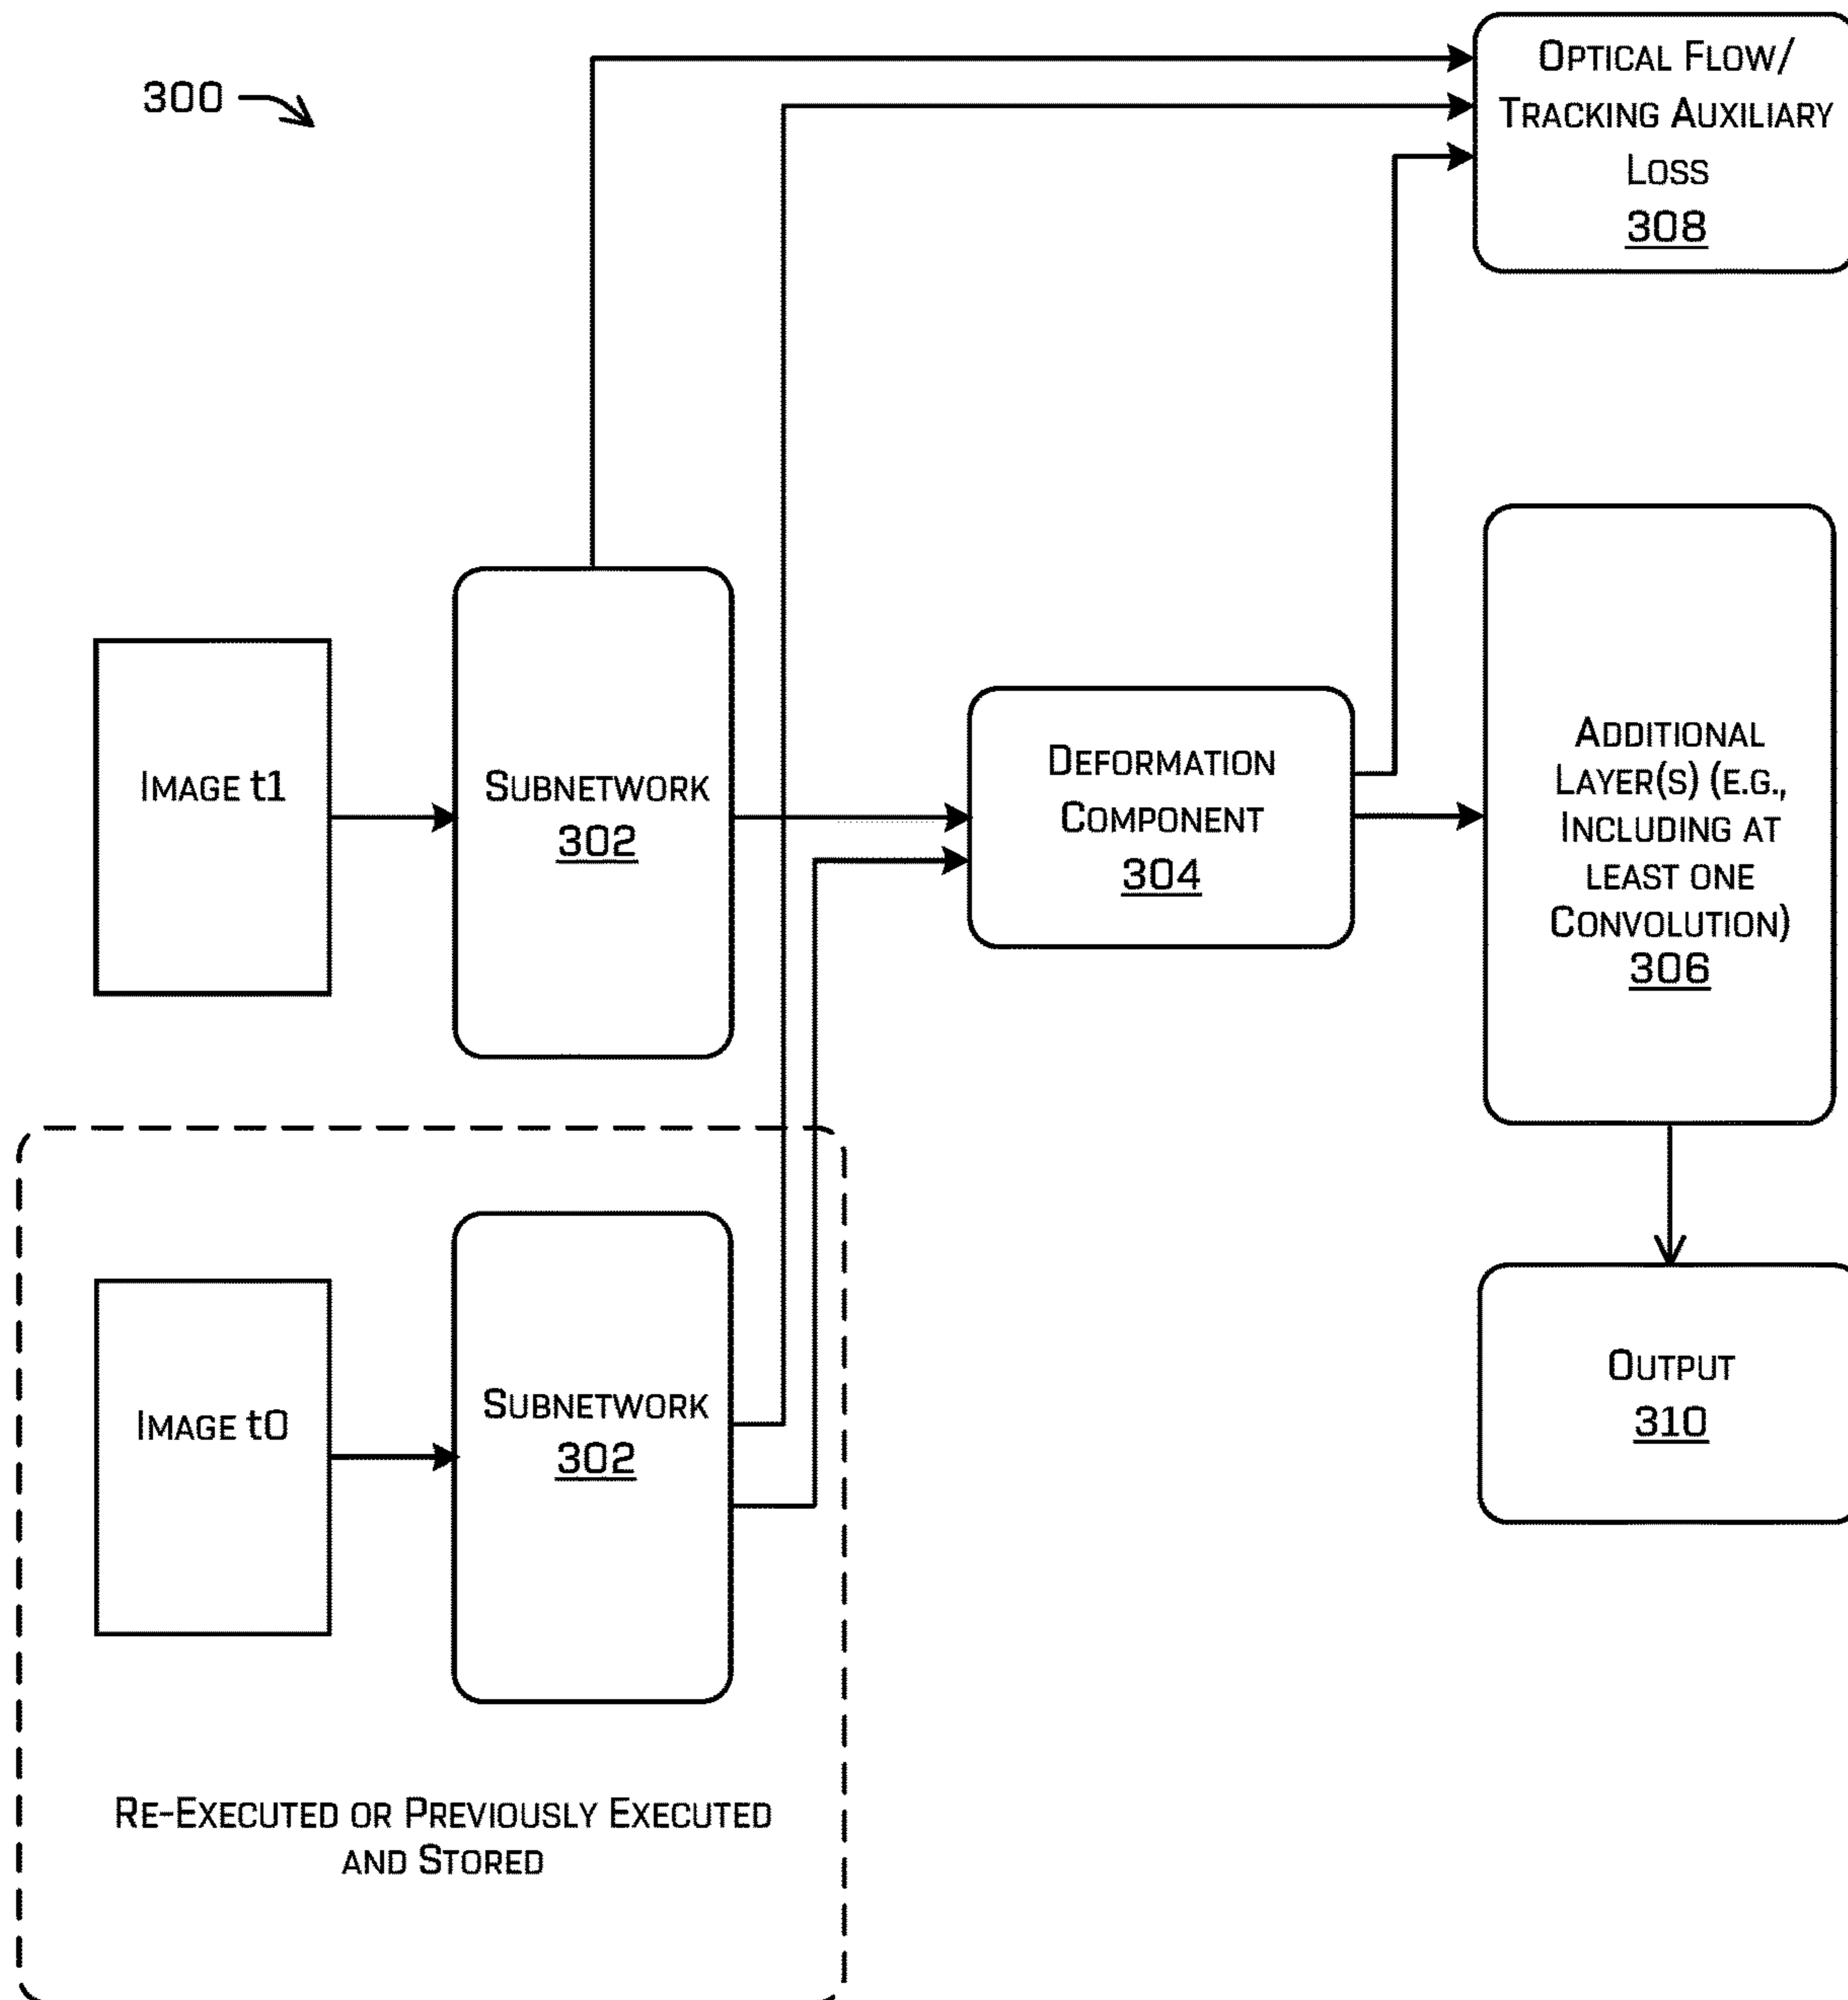 300
Optical Flow/
Tracking Auxiliary
Loss
308
Image t1
Subnetwork
302
Deformation
Component
304
Additional
Layer(s) (e.g.,
Including at
least one
Convolution)
306
Image t0
Subnetwork
302
Output
310
Re-Executed or Previously Executed
and Stored